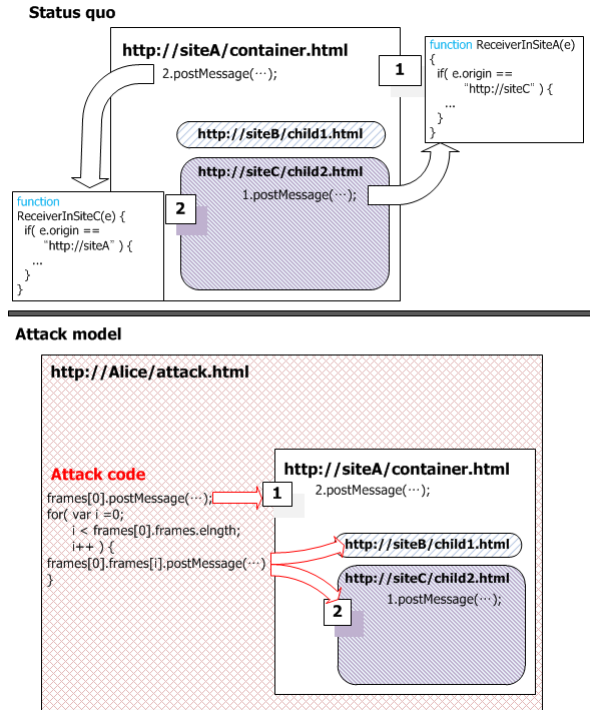 Status quo
http://siteA/container.html
2.postMessage(⋯);
1
function ReceiverInSiteA(e)
{
if( e.origin ==
"http://siteC" ) {
...
}
}
http://siteB/child1.html
http://siteC/child2.html
1.postMessage(⋯);
2
function
ReceiverInSiteC(e) {
if( e.origin ==
"http://siteA" ) {
...
}
}
Attack model
http://Alice/attack.html
Attack code
frames[0].postMessage(⋯);
for( var i =0;
i < frames[0].frames.elngth;
i++ ) {
frames[0].frames[i].postMessage(⋯)
}
http://siteA/container.html
1
2.postMessage(⋯);
http://siteB/child1.html
http://siteC/child2.html
1.postMessage(⋯);
2